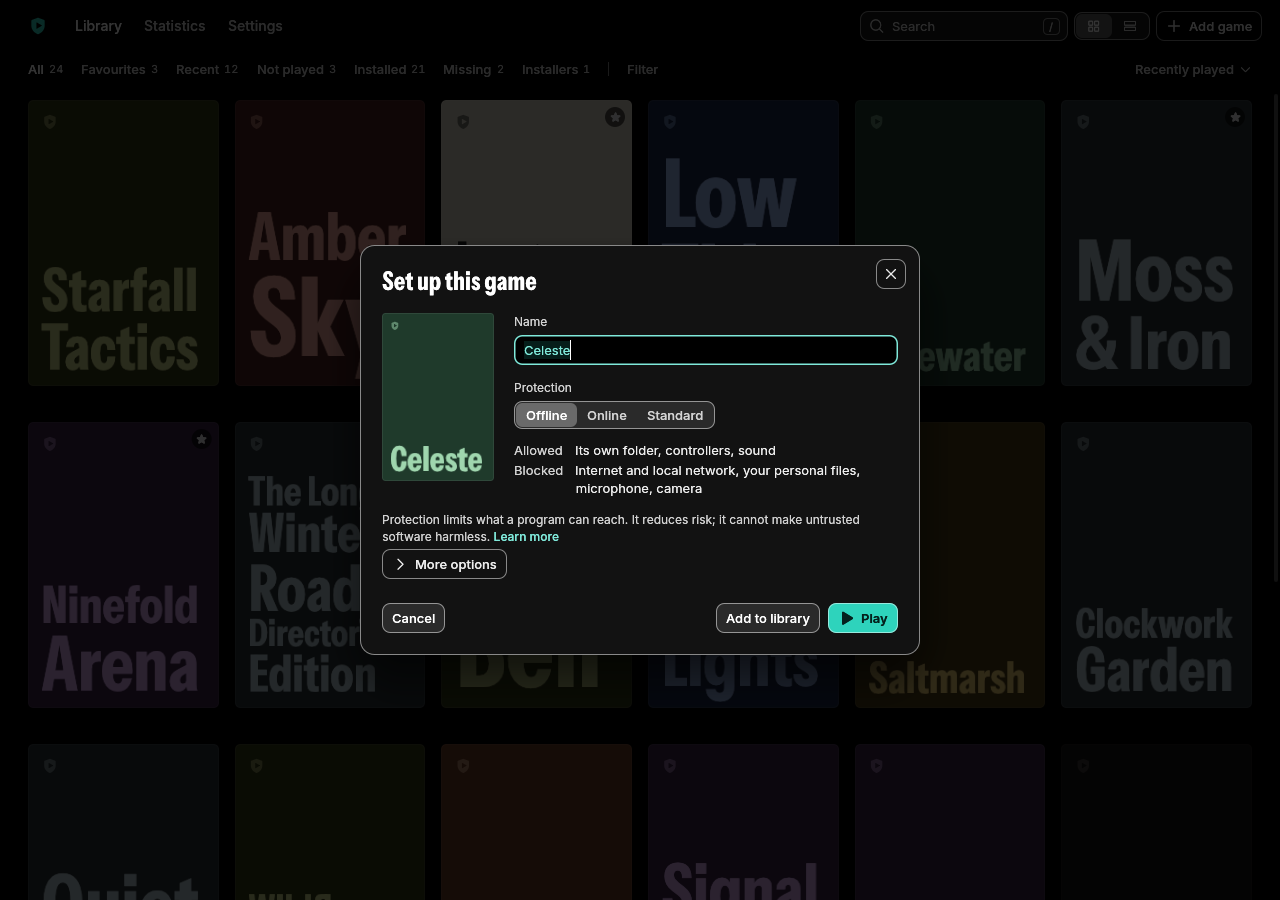 Library Statistics Settings
Search /
Add game
All 24 Favourites 3 Recent 12 Not played 3 Installed 21 Missing 2 Installers 1 Filter
Recently played
Starfall
Tactics
Amber
Sky
Low
ewater
Moss
& Iron
Set up this game
Celeste
Name
Celeste
Protection
Offline Online Standard
Allowed Its own folder, controllers, sound
Blocked Internet and local network, your personal files,
microphone, camera
Protection limits what a program can reach. It reduces risk; it cannot make untrusted
software harmless. Learn more
More options
Cancel
Add to library
Play
Ninefold
Arena
The Lon
Winte
Road
Director
Edition
Lights
Saltmarsh
Clockwork
Garden
Quiet
Signal